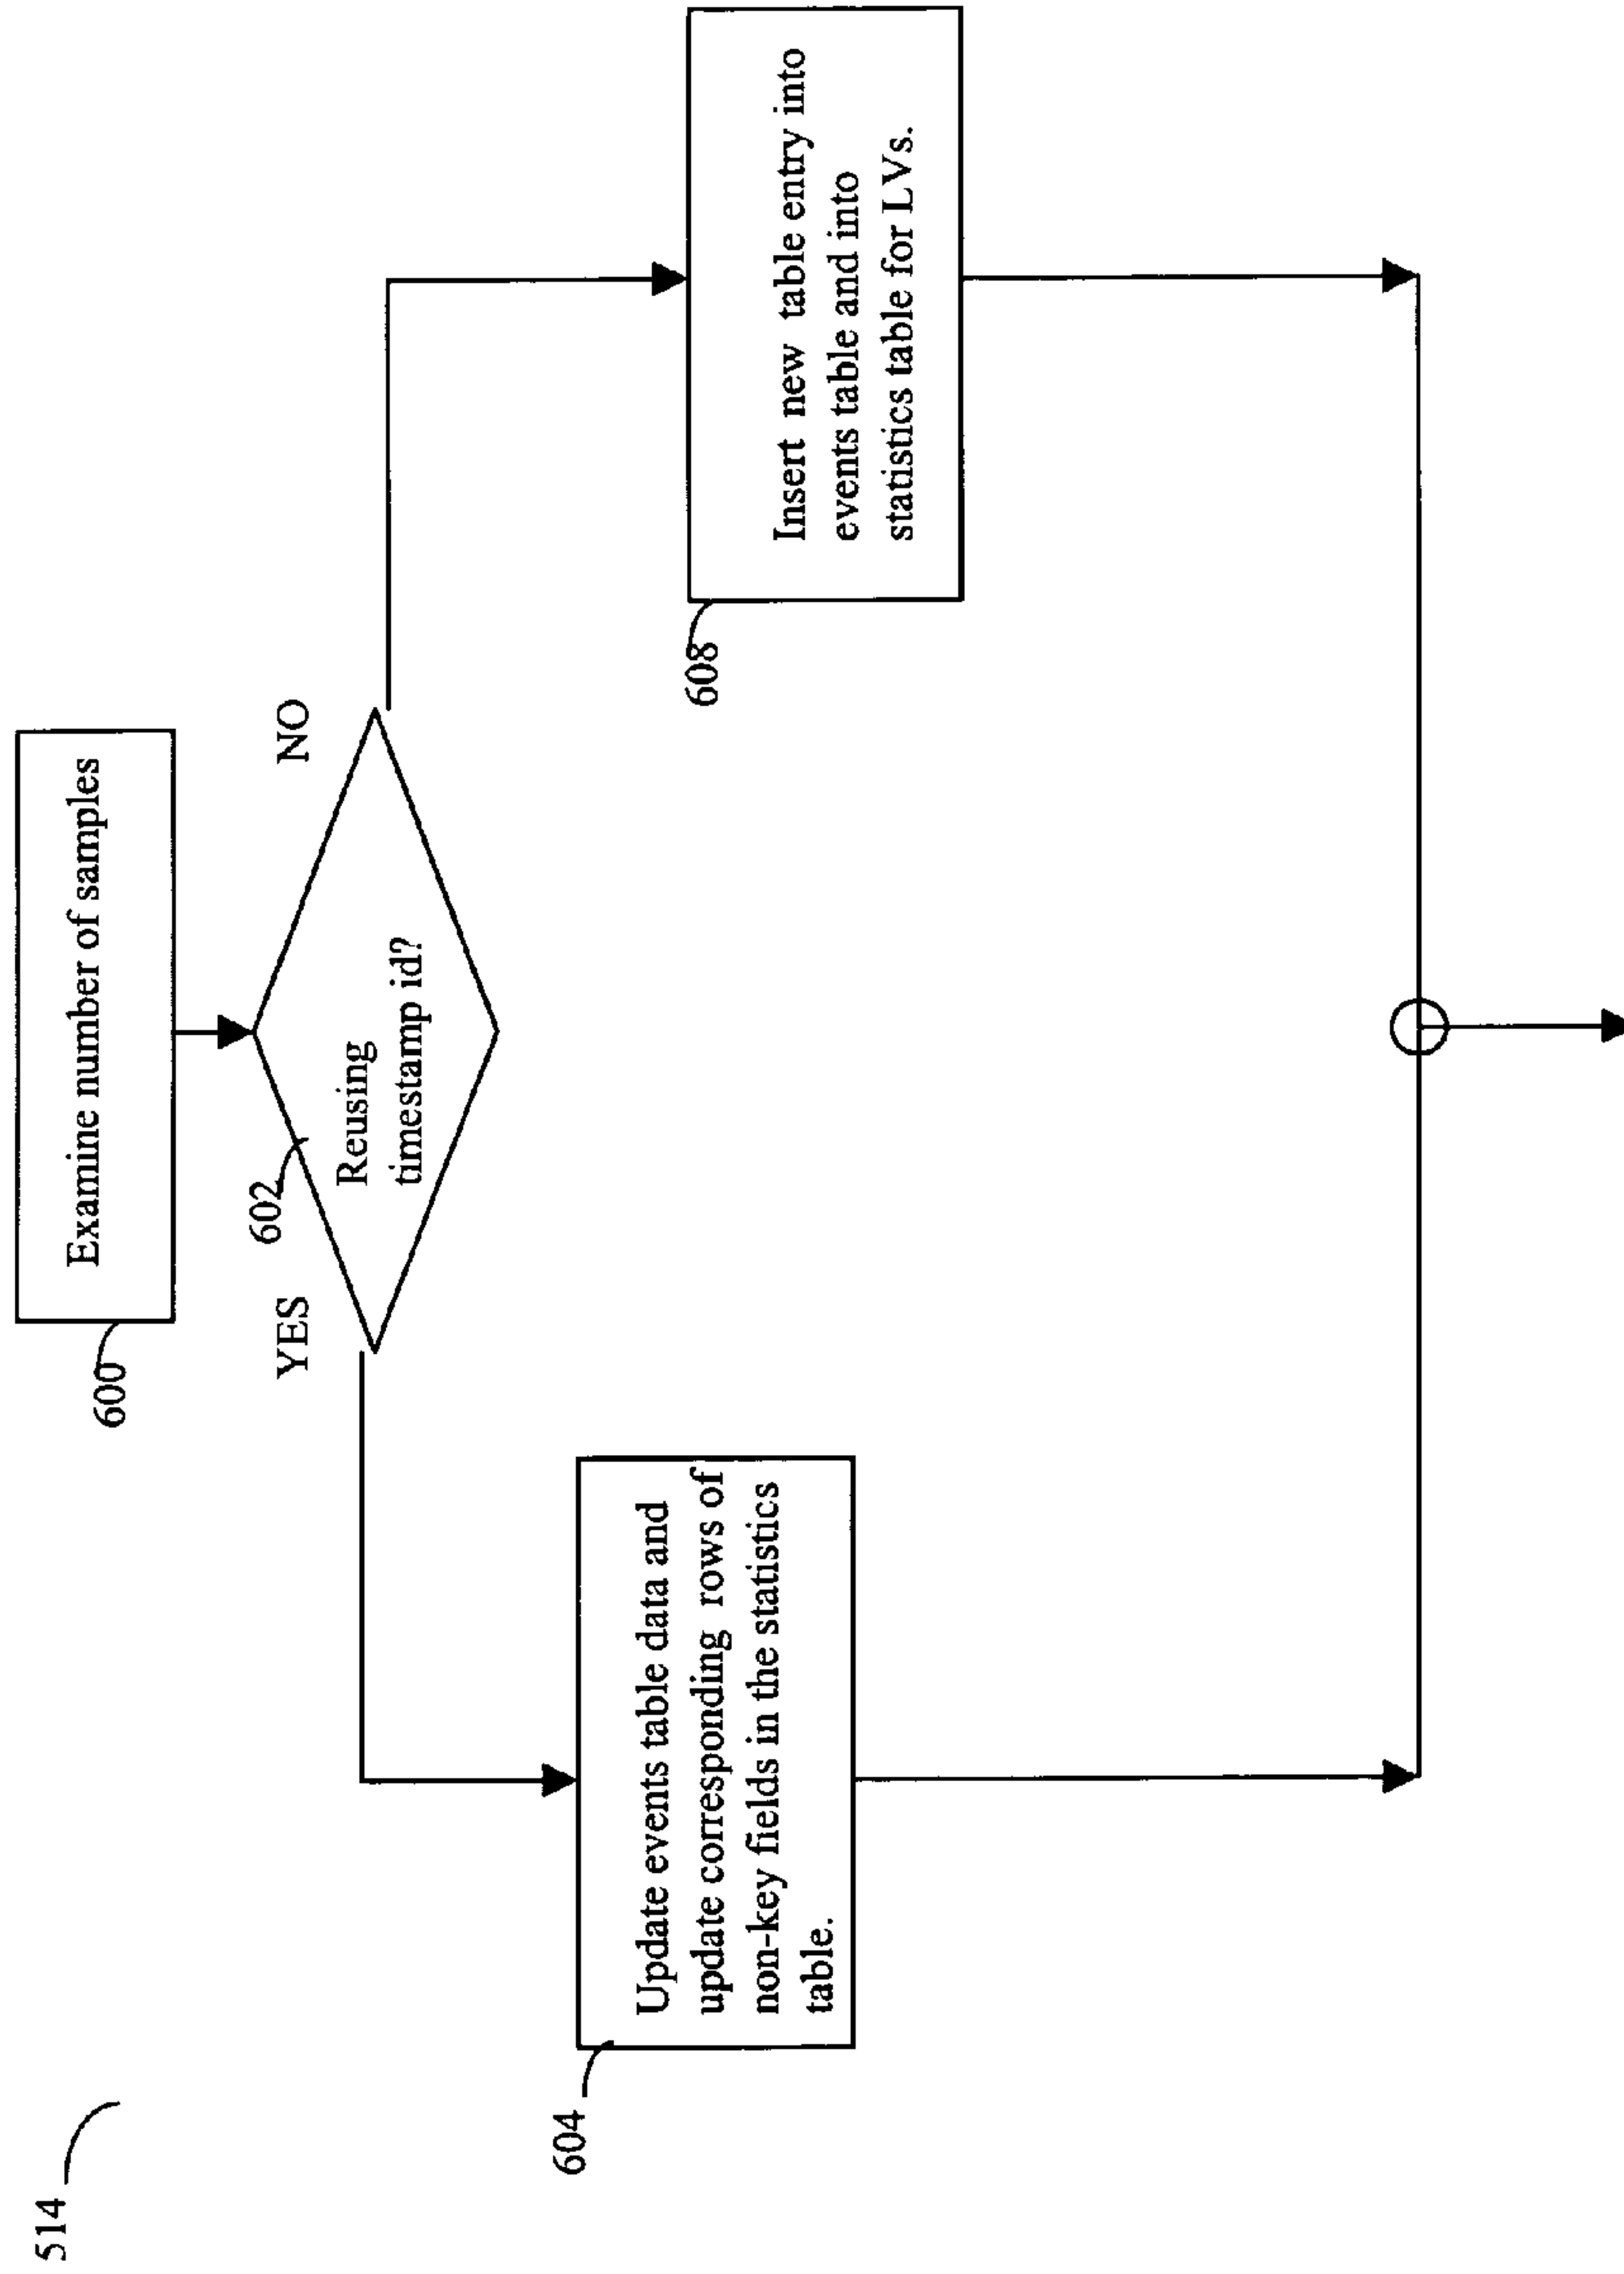 514
600
Examine number of samples
602
YES
NO
Reusing
timestamp id?
604
Update events table data and
update corresponding rows of
non-key fields in the statistics
table.
608
Insert new table entry into
events table and into
statistics table for LVs.